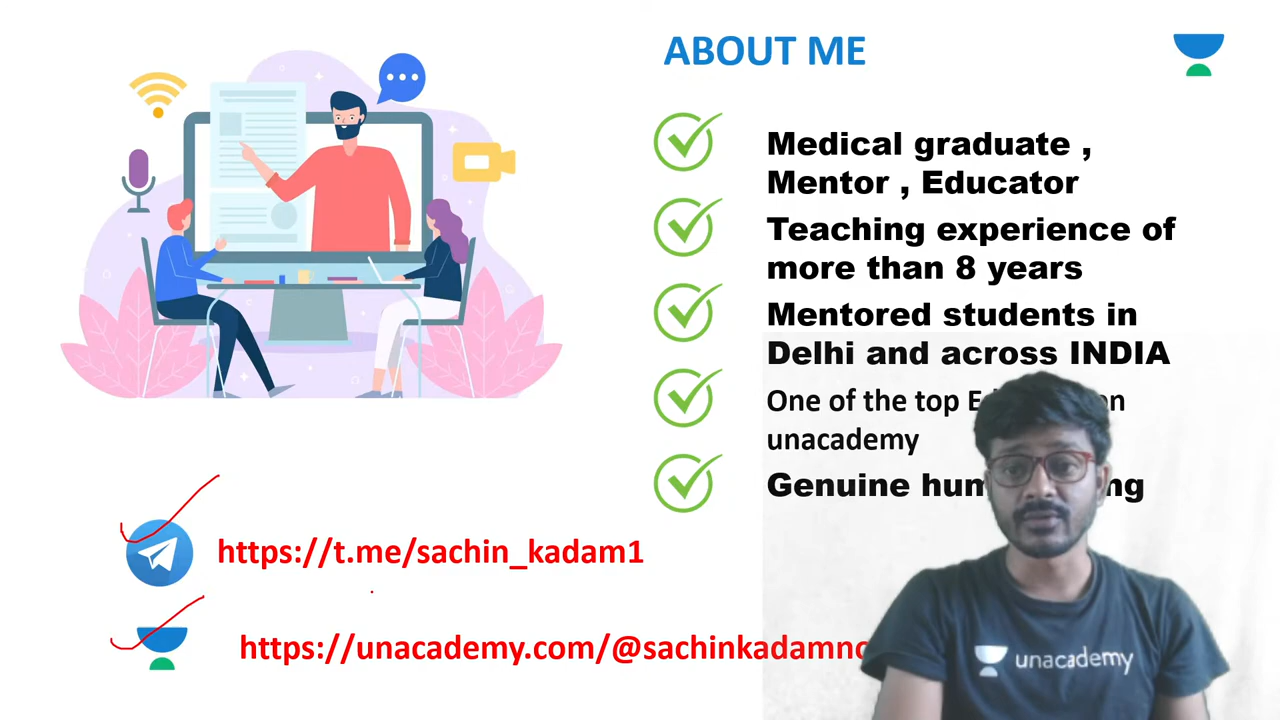 ABOUT ME
Medical graduate ,
Mentor , Educator
Teaching experience of
more than 8 years
Mentored students in
Delhi and across INDIA
One of the top
unacademy
Genuine
https://t.me/sachin_kadam1
https://unacademy.com/@sachinkadamnc
unacademy